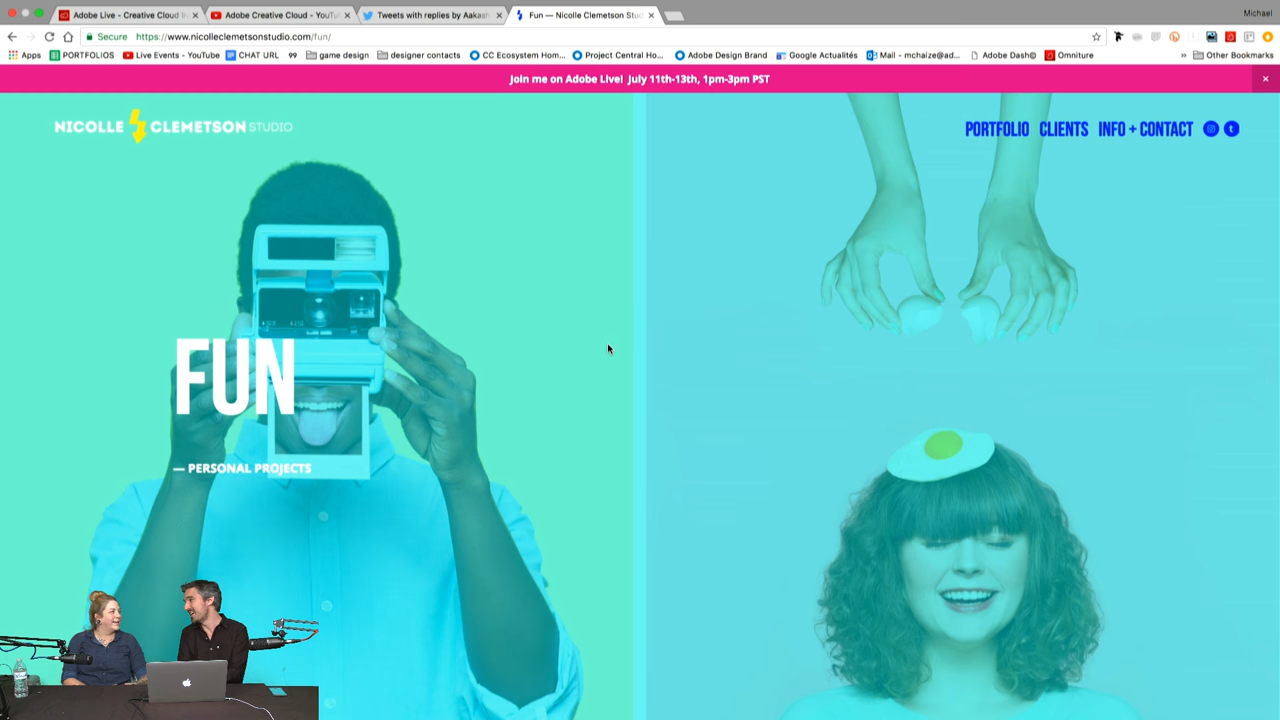 Adobe Live - Creative Cloud li
Adobe Creative Cloud - YouTu
Tweets with replies by Aakash
Fun — Nicolle Clemetson Stud
Michael
Secure https://www.nicolleclemetsonstudio.com/fun/
Apps PORTFOLIOS Live Events - YouTube CHAT URL 99 game design designer contacts CC Ecosystem Hom... Project Central Ho... Adobe Design Brand Google Actualités Mail - mchaize@ad... Adobe Dash© Omniture » Other Bookmarks
Join me on Adobe Live! July 11th-13th, 1pm-3pm PST
NICOLLE CLEMETSON STUDIO
PORTFOLIO CLIENTS INFO + CONTACT
FUN
— PERSONAL PROJECTS